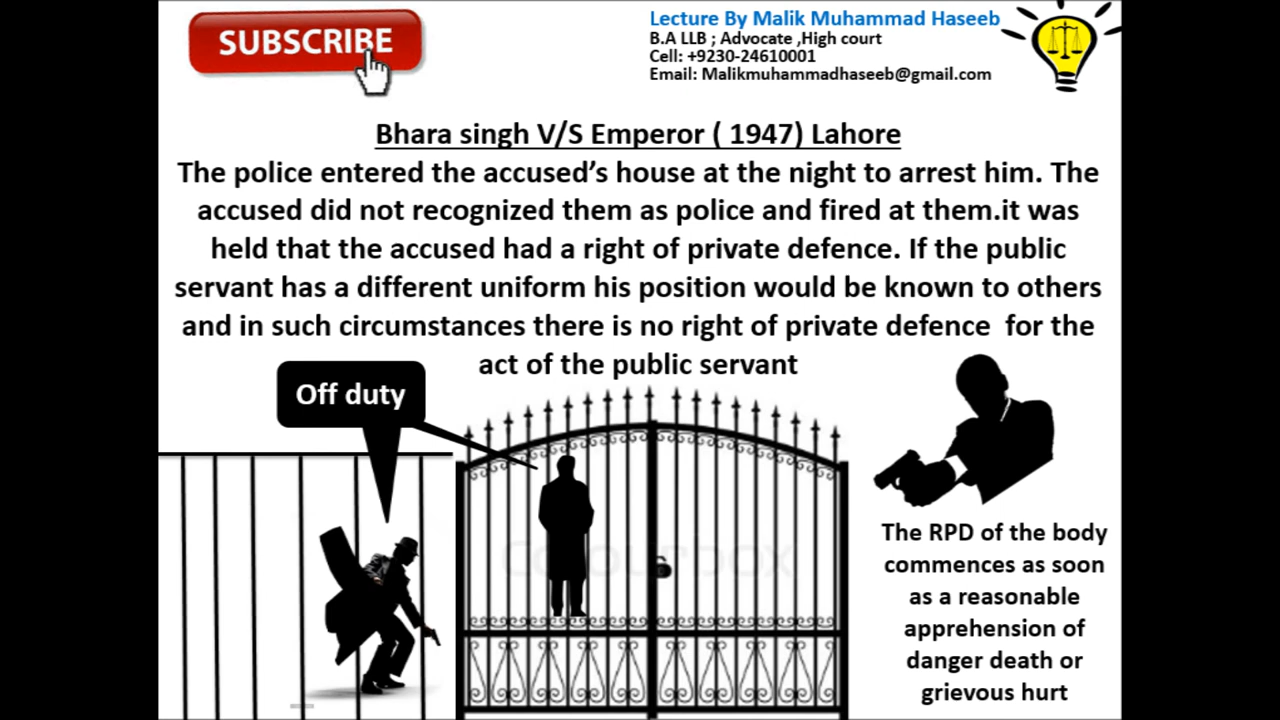 SUBSCRIBE
Lecture By Malik Muhammad Haseeb
B.A LLB ; Advocate ,High court
Cell: +9230-24610001
Email: Malikmuhammadhaseeb@gmail.com
Bhara singh V/S Emperor ( 1947) Lahore
The police entered the accused’s house at the night to arrest him. The
accused did not recognized them as police and fired at them.it was
held that the accused had a right of private defence. If the public
servant has a different uniform his position would be known to others
and in such circumstances there is no right of private defence  for the
act of the public servant
Off duty
The RPD of the body
commences as soon
as a reasonable
apprehension of
danger death or
grievous hurt